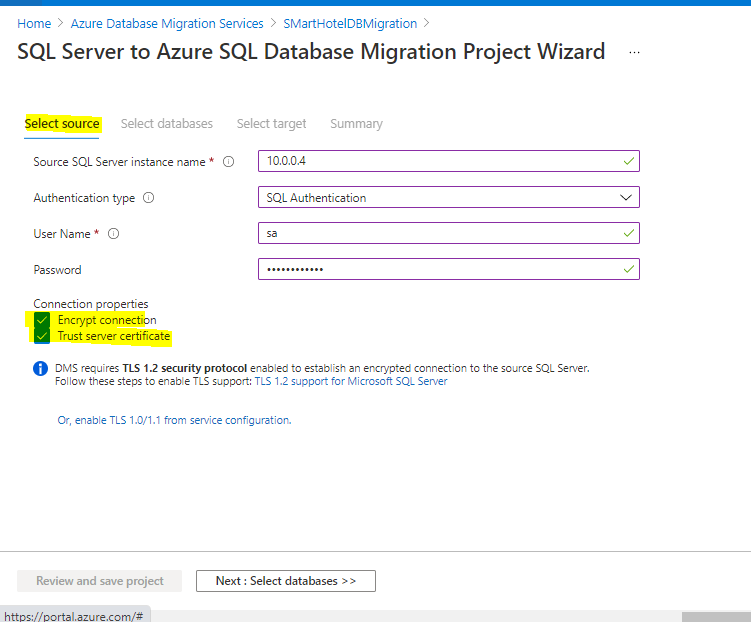 Home > Azure Database Migration Services > SMartHotelDBMigration >
SQL Server to Azure SQL Database Migration Project Wizard ...
Select source Select databases Select target Summary
Source SQL Server instance name * 10.0.0.4
Authentication type SQL Authentication
User Name * sa
Password ••••••••••••
Connection properties
Encrypt connection
Trust server certificate
DMS requires TLS 1.2 security protocol enabled to establish an encrypted connection to the source SQL Server.
Follow these steps to enable TLS support: TLS 1.2 support for Microsoft SQL Server
Or, enable TLS 1.0/1.1 from service configuration.
Review and save project Next : Select databases >>
https://portal.azure.com/#